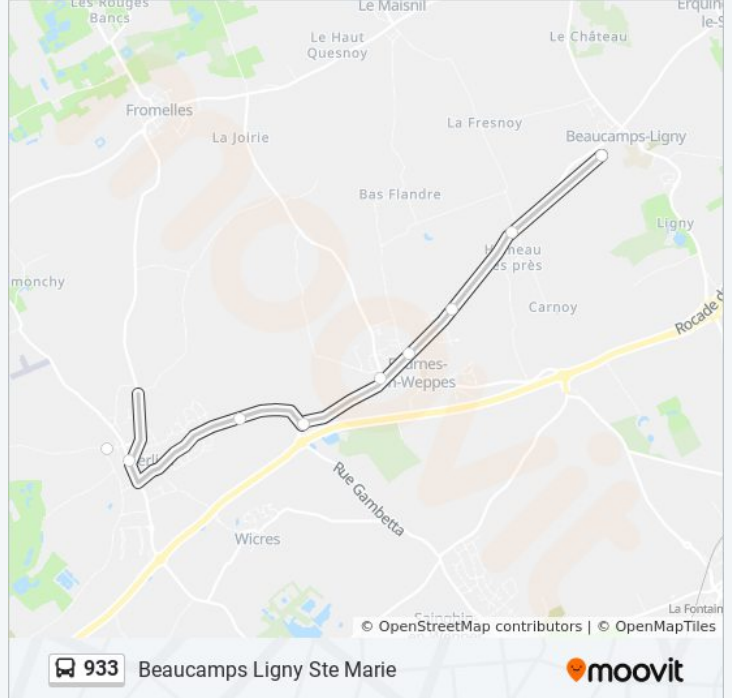 Les Rouges
Bancs
Le Maisnil
Erquin
le-S
Le Haut
Quesnoy
Le Château
Fromelles
La Joirie
La Fresnoy
Beaucamps-Ligny
Bas Flandre
Ligny
monchy
Carnoy
Rocade d
Rue Gambetta
Wicres
La Fontain
© OpenStreetMap contributors | © OpenMapTiles
933 Beaucamps Ligny Ste Marie
moovit